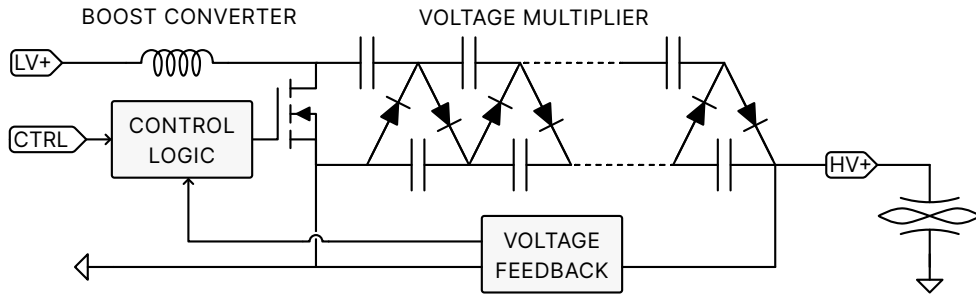 BOOST CONVERTER
VOLTAGE MULTIPLIER
LV+
CTRL
CONTROL
LOGIC
HV+
VOLTAGE
FEEDBACK